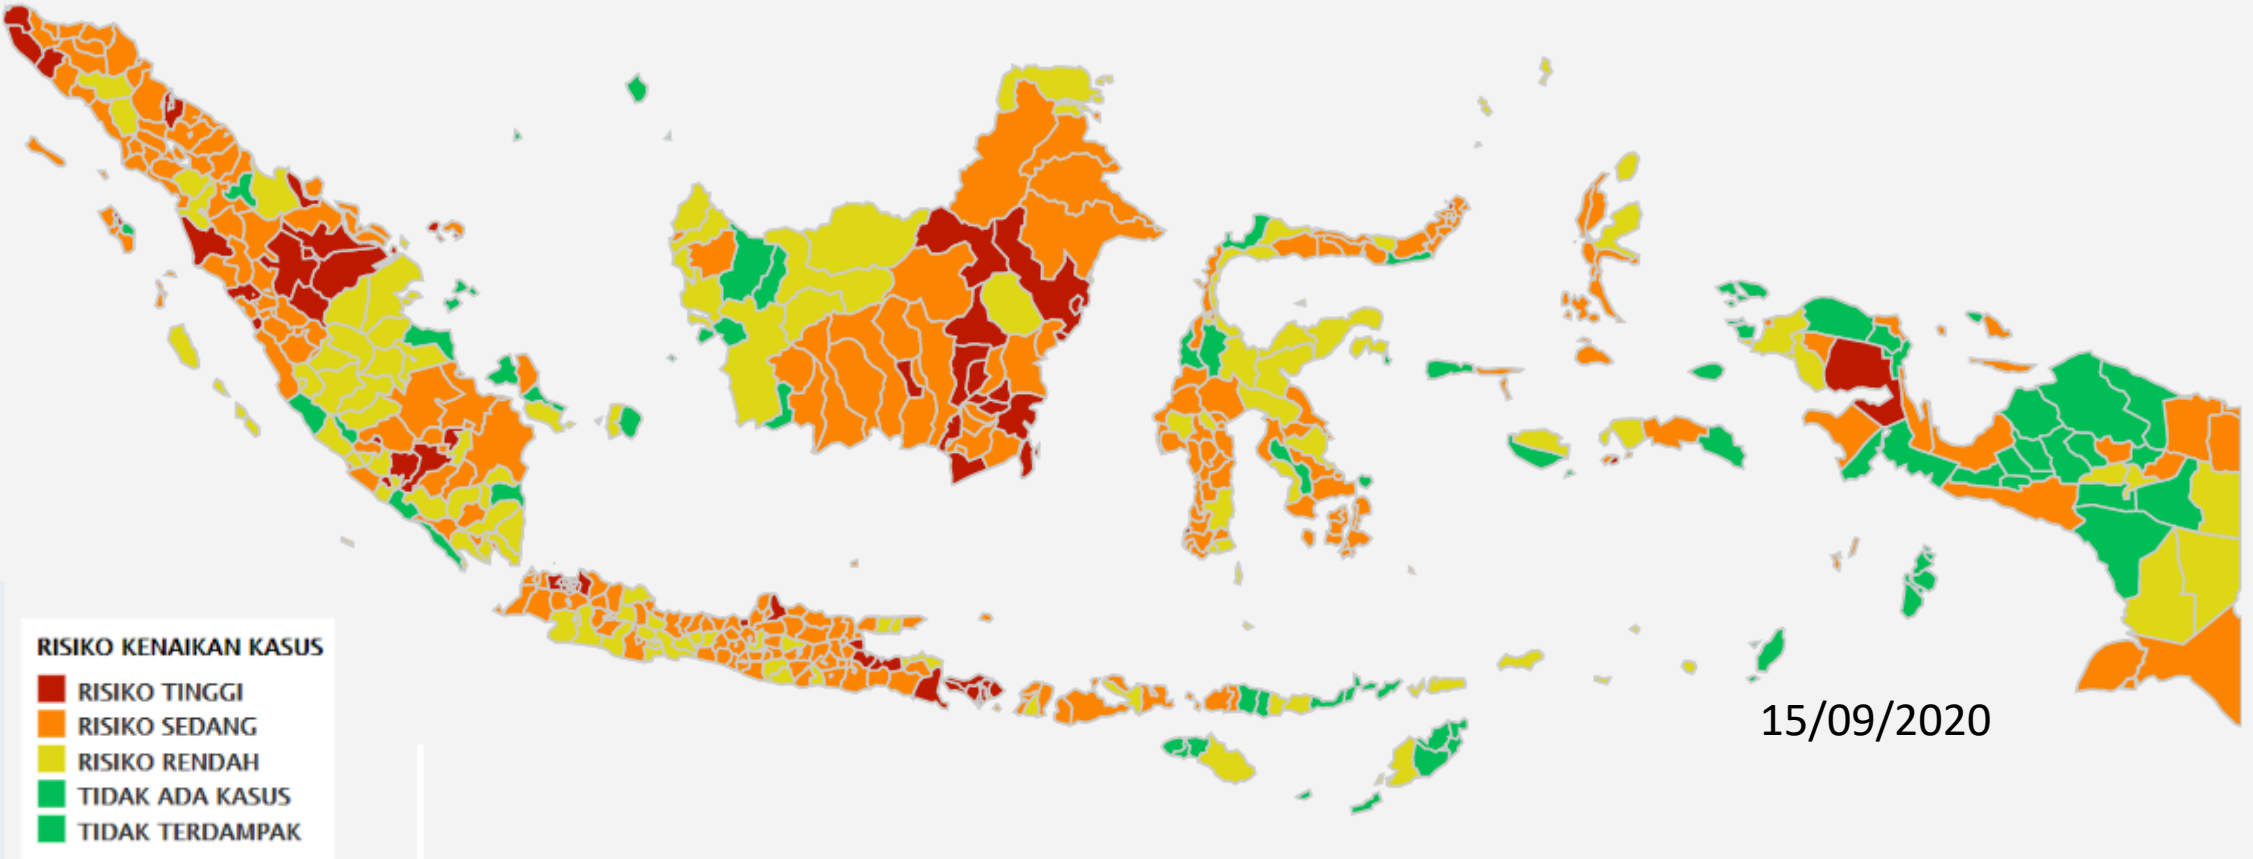 RISIKO KENAIKAN KASUS
RISIKO TINGGI
RISIKO SEDANG
RISIKO RENDAH
TIDAK ADA KASUS
TIDAK TERDAMPAK
15/09/2020